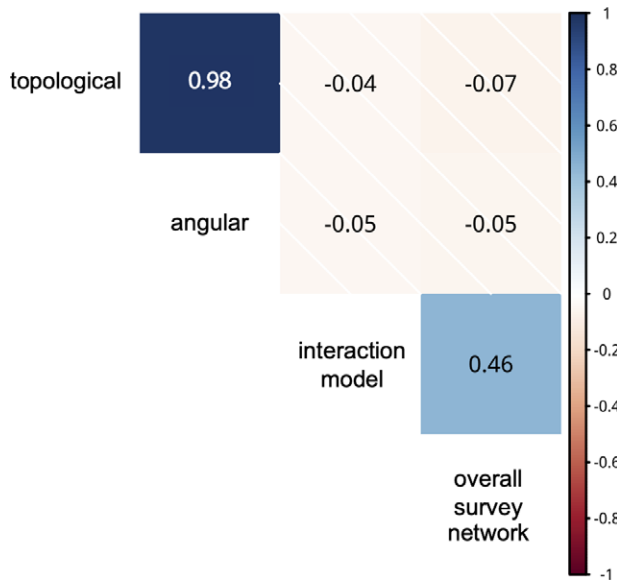 topological 0.98 -0.04 -0.07
angular -0.05 -0.05
interaction
model 0.46
overall
survey
network
1
0.8
0.6
0.4
0.2
0
-0.2
-0.4
-0.6
-0.8
-1